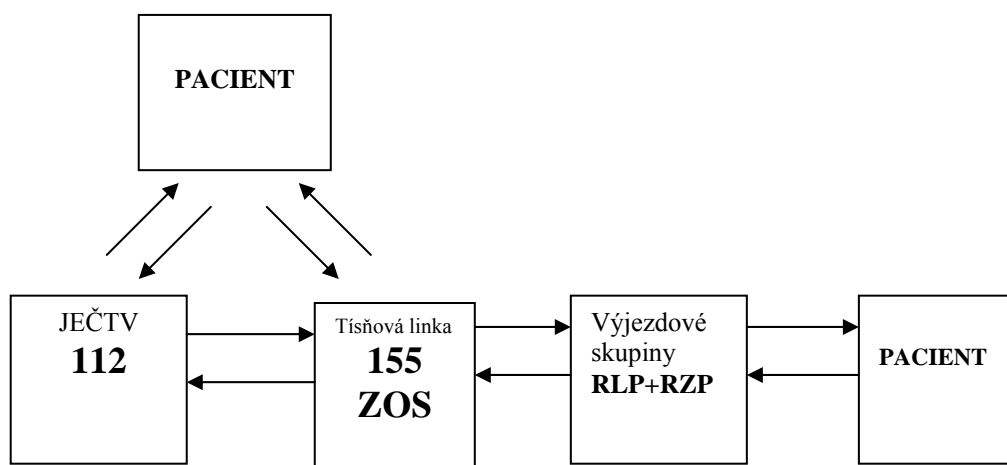 PACIENT
JEČTV
112
Tísňová linka
155
ZOS
Výjezdové
skupiny
RLP+RZP
PACIENT